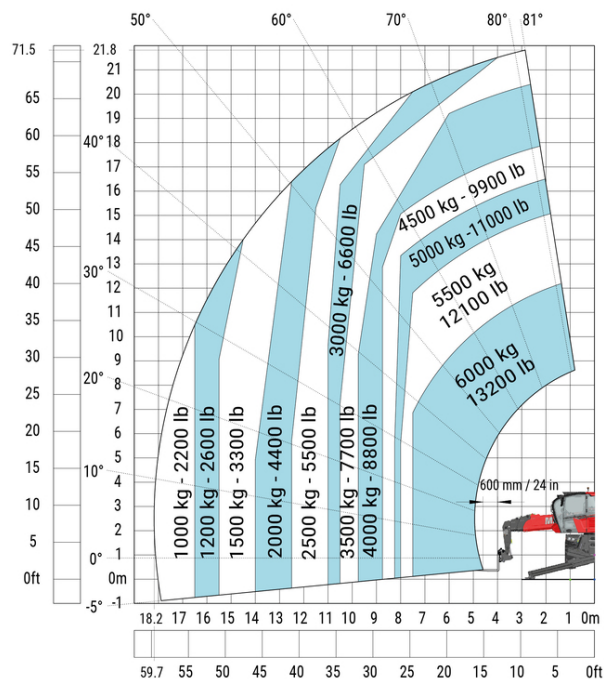 50° 60° 70° 80° 81°
71.5 21.8
21
65 20
19
60 40° 18
17
55 16
50 15
45 14
30° 13
40 12
35 11
10
30 9
20° 8
25 7
20 6
5
15 10° 4
10 3
2
5 0° 1
0ft 0m
-5° -1
1000 kg - 2200 lb
1200 kg - 2600 lb
1500 kg - 3300 lb
2000 kg - 4400 lb
2500 kg - 5500 lb
3000 kg - 6600 lb
3500 kg - 7700 lb
4000 kg - 8800 lb
4500 kg - 9900 lb
5000 kg -11000 lb
5500 kg
12100 lb
6000 kg
13200 lb
600 mm / 24 in
18.2 17 16 15 14 13 12 11 10 9 8 7 6 5 4 3 2 1 0m
59.7 55 50 45 40 35 30 25 20 15 10 5 0ft